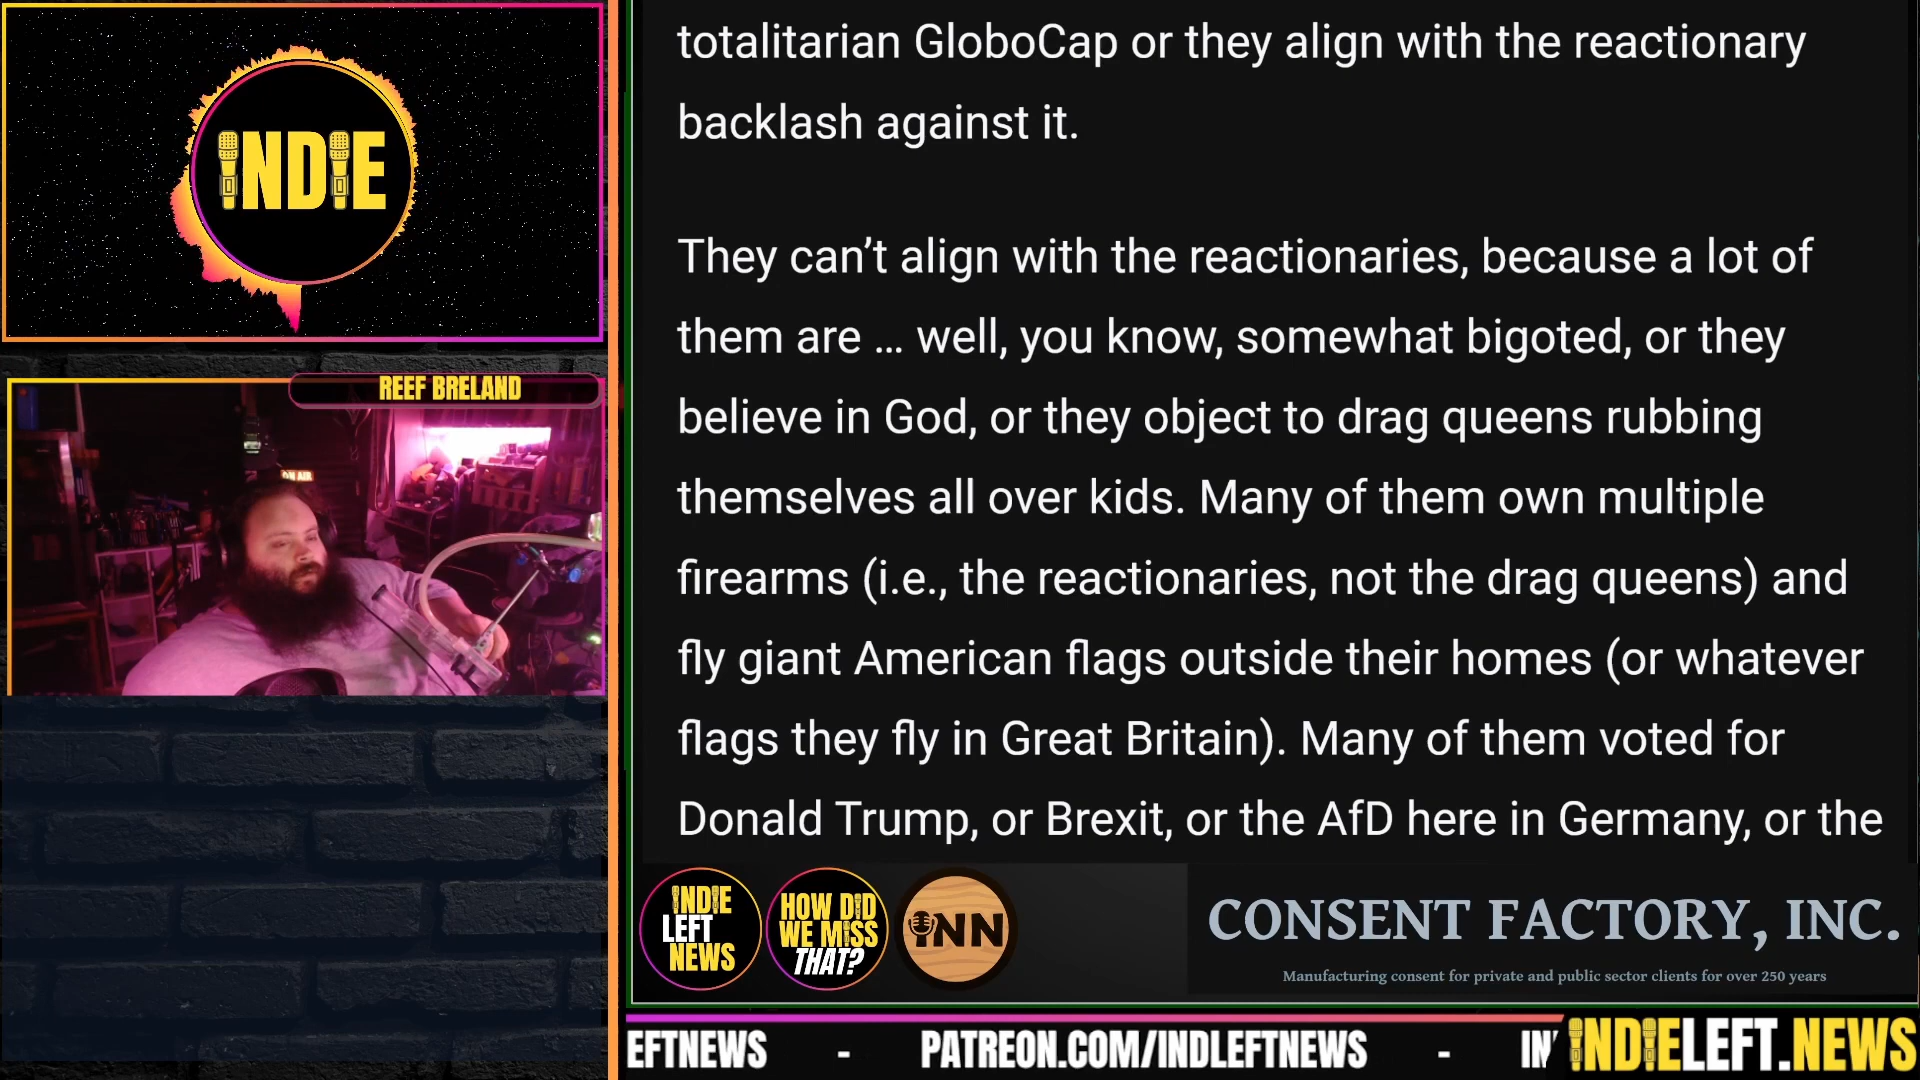 INDIE
REEF BRELAND
ON AIR
totalitarian GloboCap or they align with the reactionary
backlash against it.
They can’t align with the reactionaries, because a lot of
them are ... well, you know, somewhat bigoted, or they
believe in God, or they object to drag queens rubbing
themselves all over kids. Many of them own multiple
firearms (i.e., the reactionaries, not the drag queens) and
fly giant American flags outside their homes (or whatever
flags they fly in Great Britain). Many of them voted for
Donald Trump, or Brexit, or the AfD here in Germany, or the
INDIE
LEFT
NEWS
HOW DID
WE MISS
THAT?
INN
CONSENT FACTORY, INC.
Manufacturing consent for private and public sector clients for over 250 years
EFTNEWS - PATREON.COM/INDLEFTNEWS - IN
INDIELEFT.NEWS